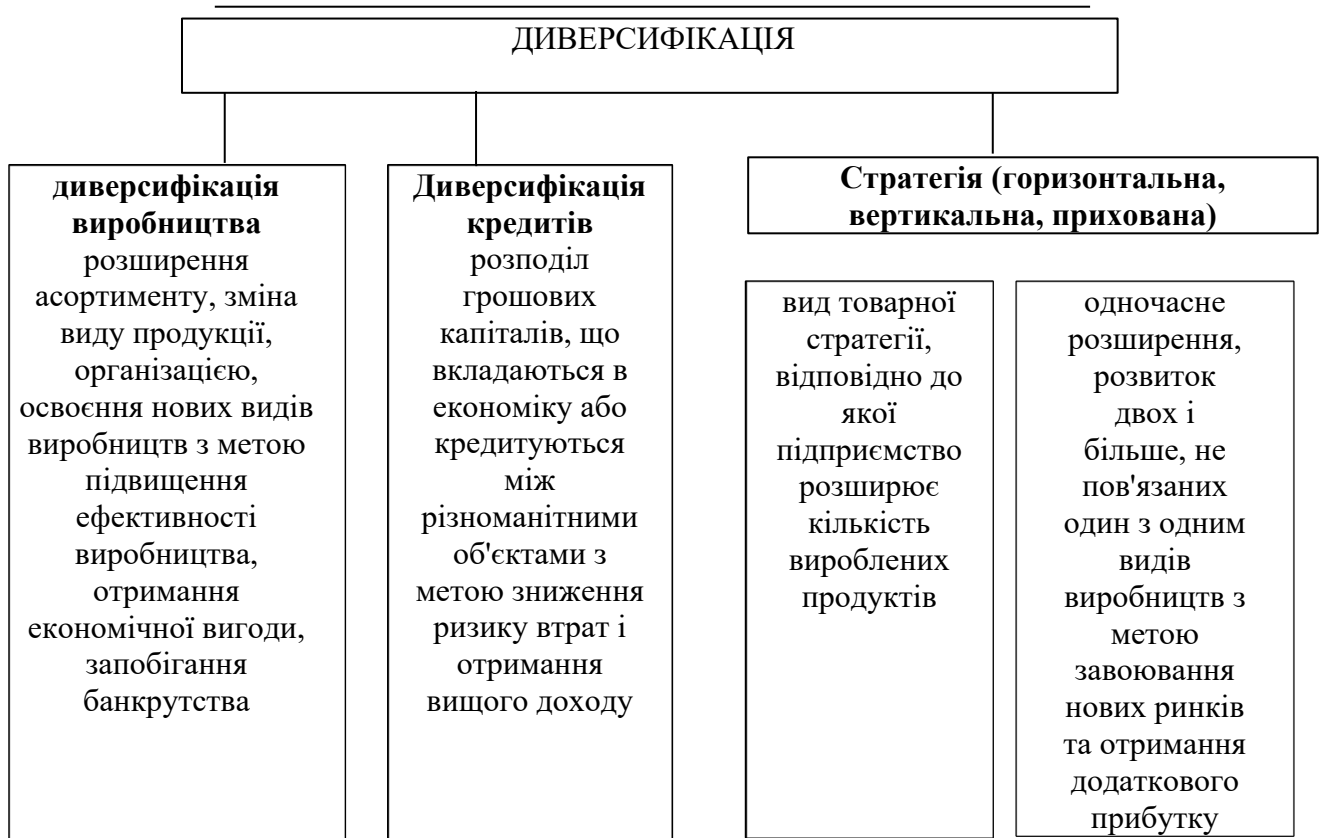 ДИВЕРСИФІКАЦІЯ
диверсифікація
виробництва
розширення
асортименту, зміна
виду продукції,
організацією,
освоєння нових видів
виробництв з метою
підвищення
ефективності
виробництва,
отримання
економічної вигоди,
запобігання
банкрутства
Диверсифікація
кредитів
розподіл
грошових
капіталів, що
вкладаються в
економіку або
кредитуються
між
різноманітними
об'єктами з
метою зниження
ризику втрат і
отримання
вищого доходу
Стратегія (горизонтальна,
вертикальна, прихована)
вид товарної
стратегії,
відповідно до
якої
підприємство
розширює
кількість
вироблених
продуктів
одночасне
розширення,
розвиток
двох і
більше, не
пов'язаних
один з одним
видів
виробництв з
метою
завоювання
нових ринків
та отримання
додаткового
прибутку